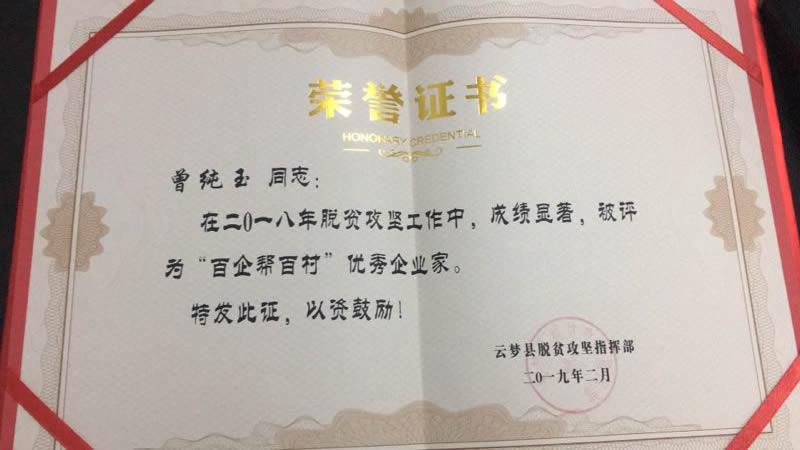 荣誉证书
HONORARY CREDENTIAL
曾纯玉 同志：
在二〇一八年脱贫攻坚工作中，成绩显著，被评
为“百企帮百村”优秀企业家。
特发此证，以资鼓励！
云梦县脱贫攻坚指挥部
二〇一九年二月